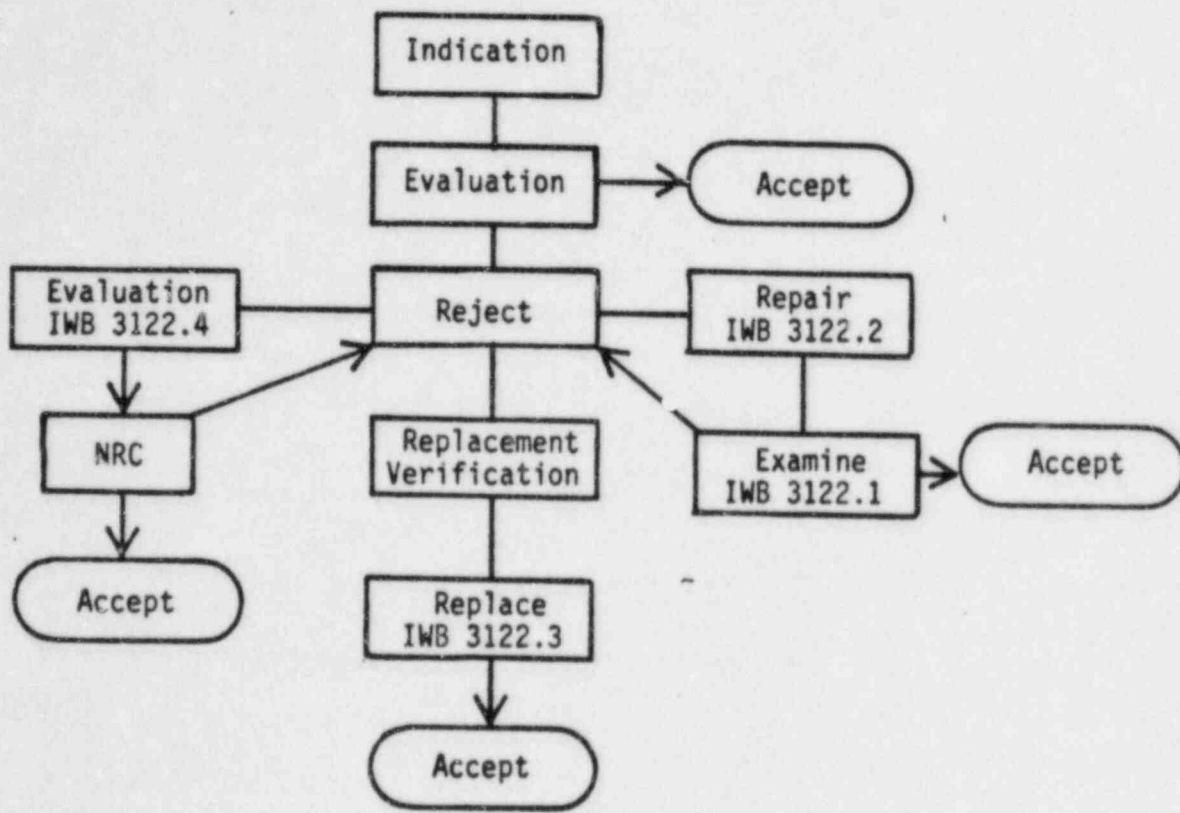 Indication
Evaluation
Accept
Evaluation
IWB 3122.4
Reject
Repair
IWB 3122.2
NRC
Replacement
Verification
Examine
IWB 3122.1
Accept
Accept
Replace
IWB 3122.3
Accept